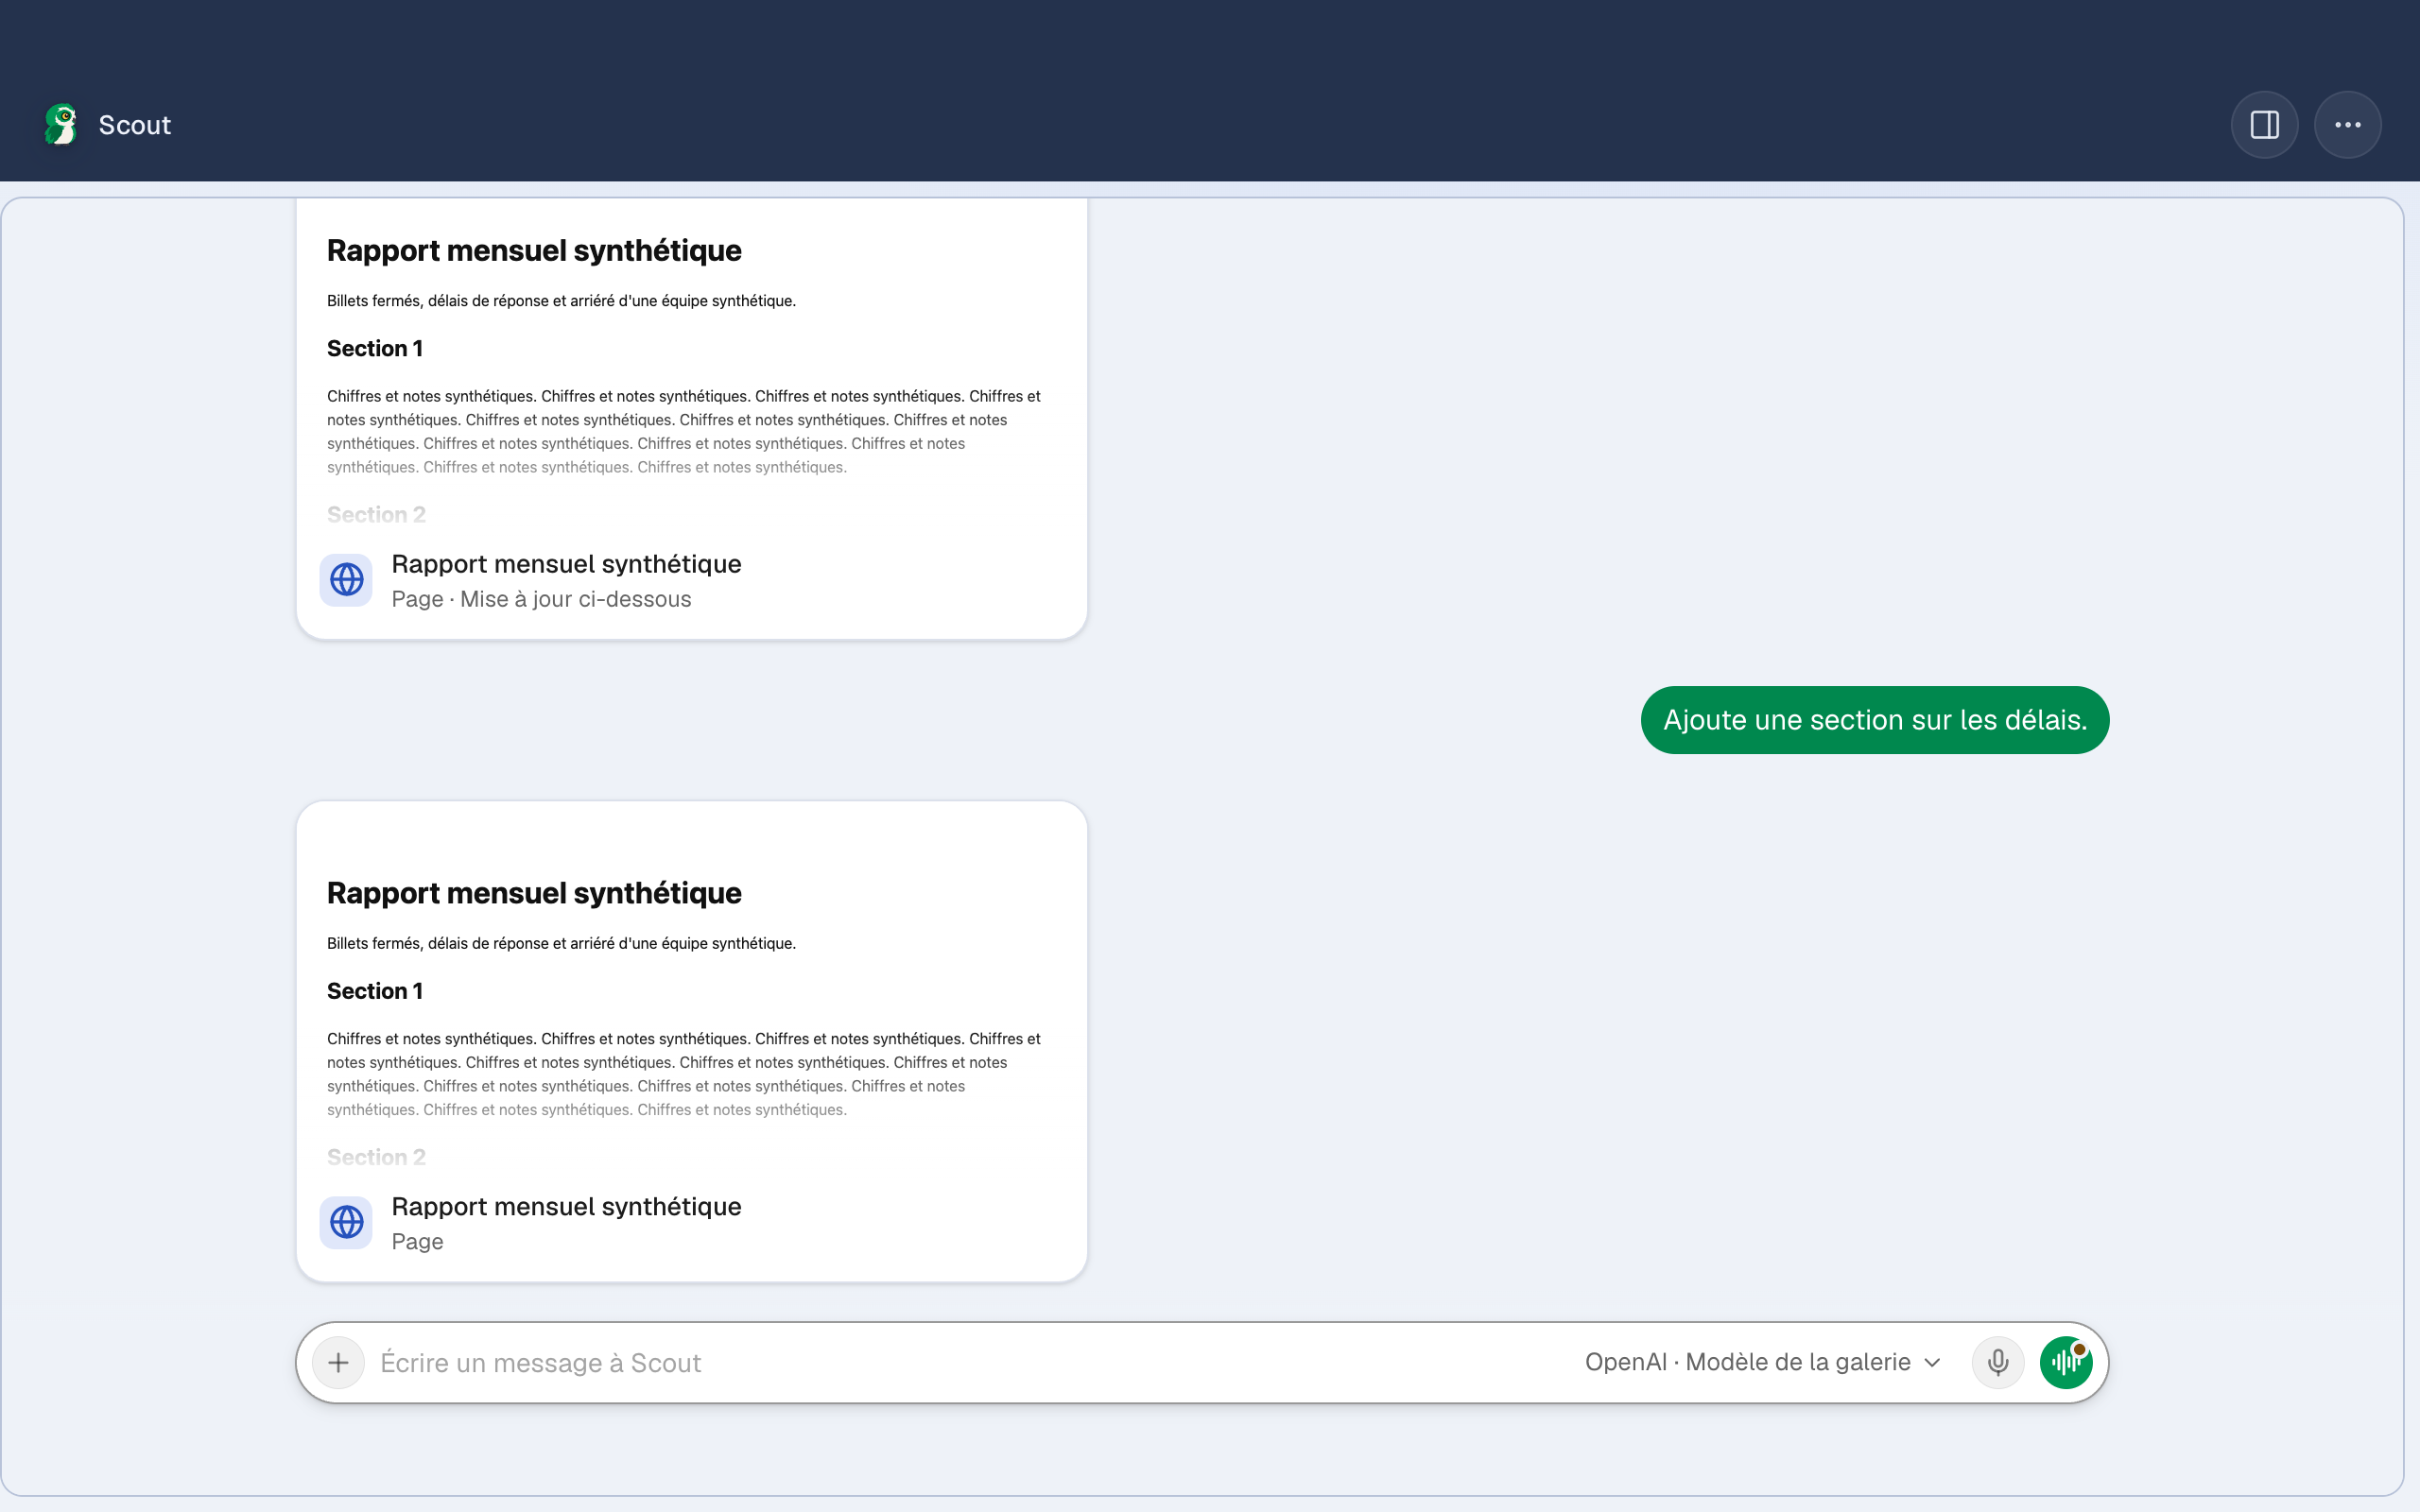 Scout
Rapport mensuel synthétique
Billets fermés, délais de réponse et arriéré d'une équipe synthétique.
Section 1
Chiffres et notes synthétiques. Chiffres et notes synthétiques. Chiffres et notes synthétiques. Chiffres et
notes synthétiques. Chiffres et notes synthétiques. Chiffres et notes synthétiques. Chiffres et notes
synthétiques. Chiffres et notes synthétiques. Chiffres et notes synthétiques. Chiffres et notes
synthétiques. Chiffres et notes synthétiques. Chiffres et notes synthétiques.
Section 2
Rapport mensuel synthétique
Page · Mise à jour ci-dessous
Ajoute une section sur les délais.
Rapport mensuel synthétique
Billets fermés, délais de réponse et arriéré d'une équipe synthétique.
Section 1
Chiffres et notes synthétiques. Chiffres et notes synthétiques. Chiffres et notes synthétiques. Chiffres et
notes synthétiques. Chiffres et notes synthétiques. Chiffres et notes synthétiques. Chiffres et notes
synthétiques. Chiffres et notes synthétiques. Chiffres et notes synthétiques. Chiffres et notes
synthétiques. Chiffres et notes synthétiques. Chiffres et notes synthétiques.
Section 2
Rapport mensuel synthétique
Page
Écrire un message à Scout
OpenAI · Modèle de la galerie